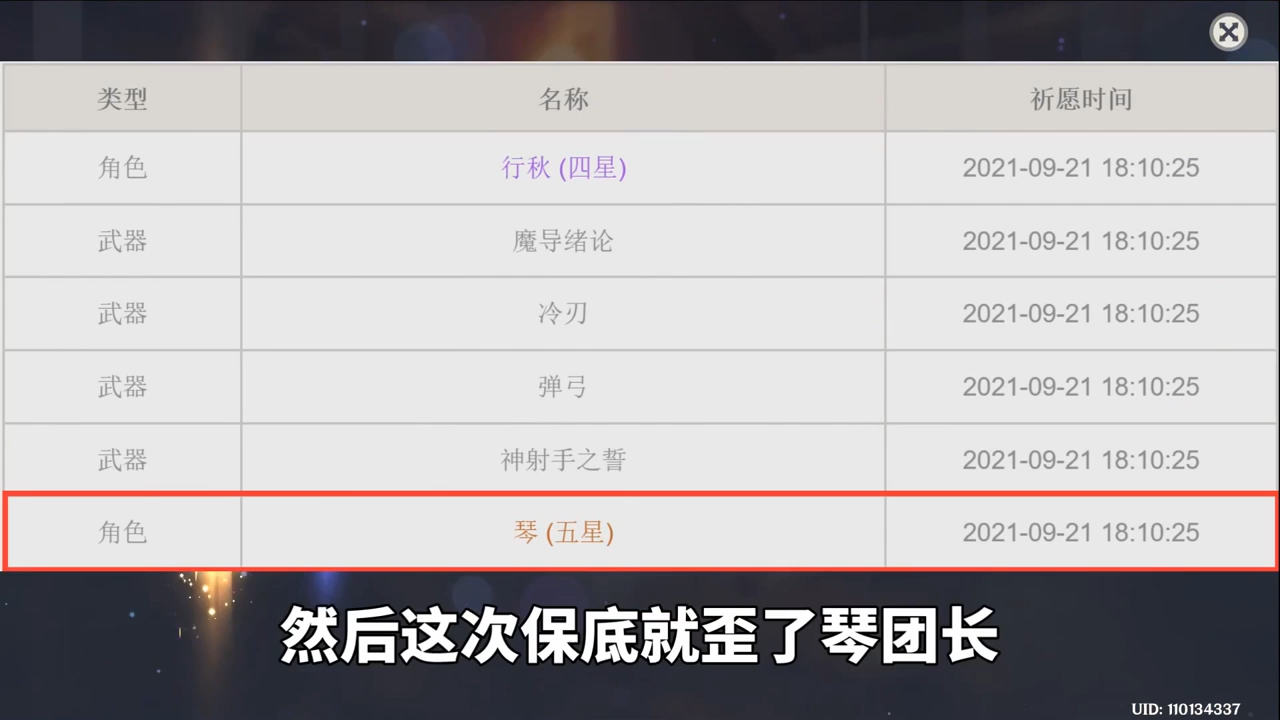 类型 名称 祈愿时间
角色 行秋 (四星) 2021-09-21 18:10:25
武器 魔导绪论 2021-09-21 18:10:25
武器 冷刃 2021-09-21 18:10:25
武器 弹弓 2021-09-21 18:10:25
武器 神射手之誓 2021-09-21 18:10:25
角色 琴 (五星) 2021-09-21 18:10:25
然后这次保底就歪了琴团长
UID: 110134337